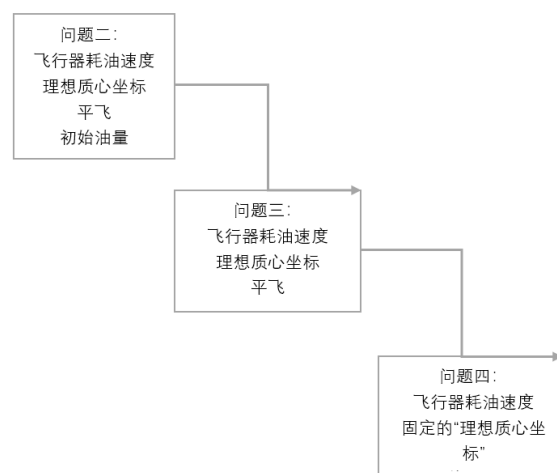 问题二：
飞行器耗油速度
理想质心坐标
平飞
初始油量
问题三：
飞行器耗油速度
理想质心坐标
平飞
问题四：
飞行器耗油速度
固定的“理想质心坐
标”